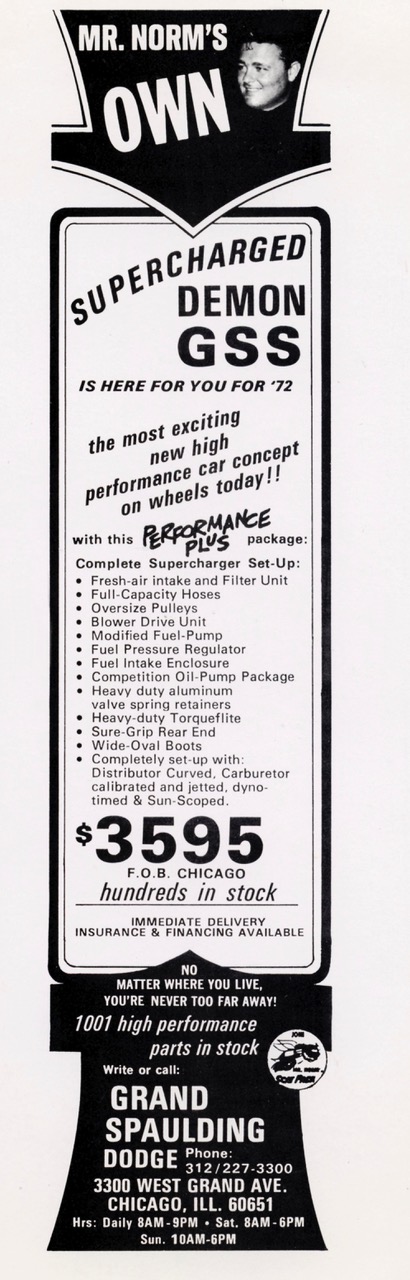 MR. NORM'S
OWN
SUPERCHARGED
DEMON
GSS
IS HERE FOR YOU FOR '72
the most exciting
new high
performance car concept
on wheels today!!
with this PERFORMANCE PLUS package:
Complete Supercharger Set-Up:
• Fresh-air intake and Filter Unit
• Full-Capacity Hoses
• Oversize Pulleys
• Blower Drive Unit
• Modified Fuel-Pump
• Fuel Pressure Regulator
• Fuel Intake Enclosure
• Competition Oil-Pump Package
• Heavy duty aluminum
valve spring retainers
• Heavy-duty Torqueflite
• Sure-Grip Rear End
• Wide-Oval Boots
• Completely set-up with:
Distributor Curved, Carburetor
calibrated and jetted, dyno-
timed & Sun-Scoped.
$3595
F.O.B. CHICAGO
hundreds in stock
IMMEDIATE DELIVERY
INSURANCE & FINANCING AVAILABLE
NO
MATTER WHERE YOU LIVE,
YOU'RE NEVER TOO FAR AWAY!
1001 high performance
parts in stock
Write or call:
GRAND
SPAULDING
DODGE Phone:
312/227-3300
3300 WEST GRAND AVE.
CHICAGO, ILL. 60651
Hrs: Daily 8AM-9PM • Sat. 8AM-6PM
Sun. 10AM-6PM